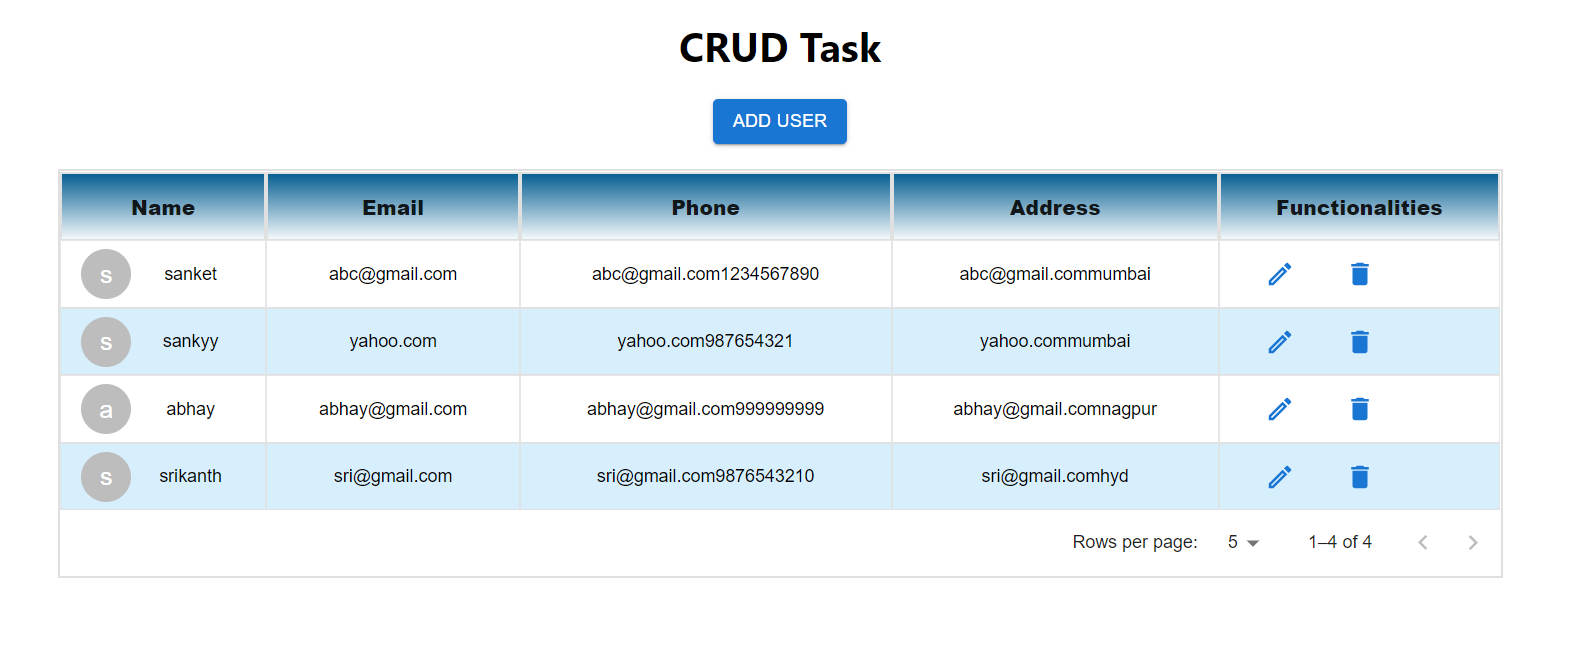 CRUD Task
ADD USER
Name Email Phone Address Functionalities
s sanket abc@gmail.com abc@gmail.com1234567890 abc@gmail.commumbai
s sankyy yahoo.com yahoo.com987654321 yahoo.commumbai
a abhay abhay@gmail.com abhay@gmail.com999999999 abhay@gmail.comnagpur
s srikanth sri@gmail.com sri@gmail.com9876543210 sri@gmail.comhyd
Rows per page: 5 1–4 of 4